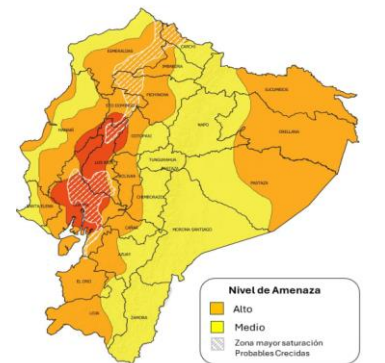 ESMERALDAS
CARCHI
IMBABURA
SUCUMBIOS
PICHINCHA
STO DOMINGO
MANABI
COTOPAXI
NAPO
ORELLANA
LOS RIOS
TUNGURAHUA
PASTAZA
BOLIVAR
SANTA ELENA
CHIMBORAZO
MORONA SANTIAGO
CAÑAR
AZUAY
EL ORO
LOJA
ZAMORA
Nivel de Amenaza
Alto
Medio
Zona mayor saturación
Probables Crecidas